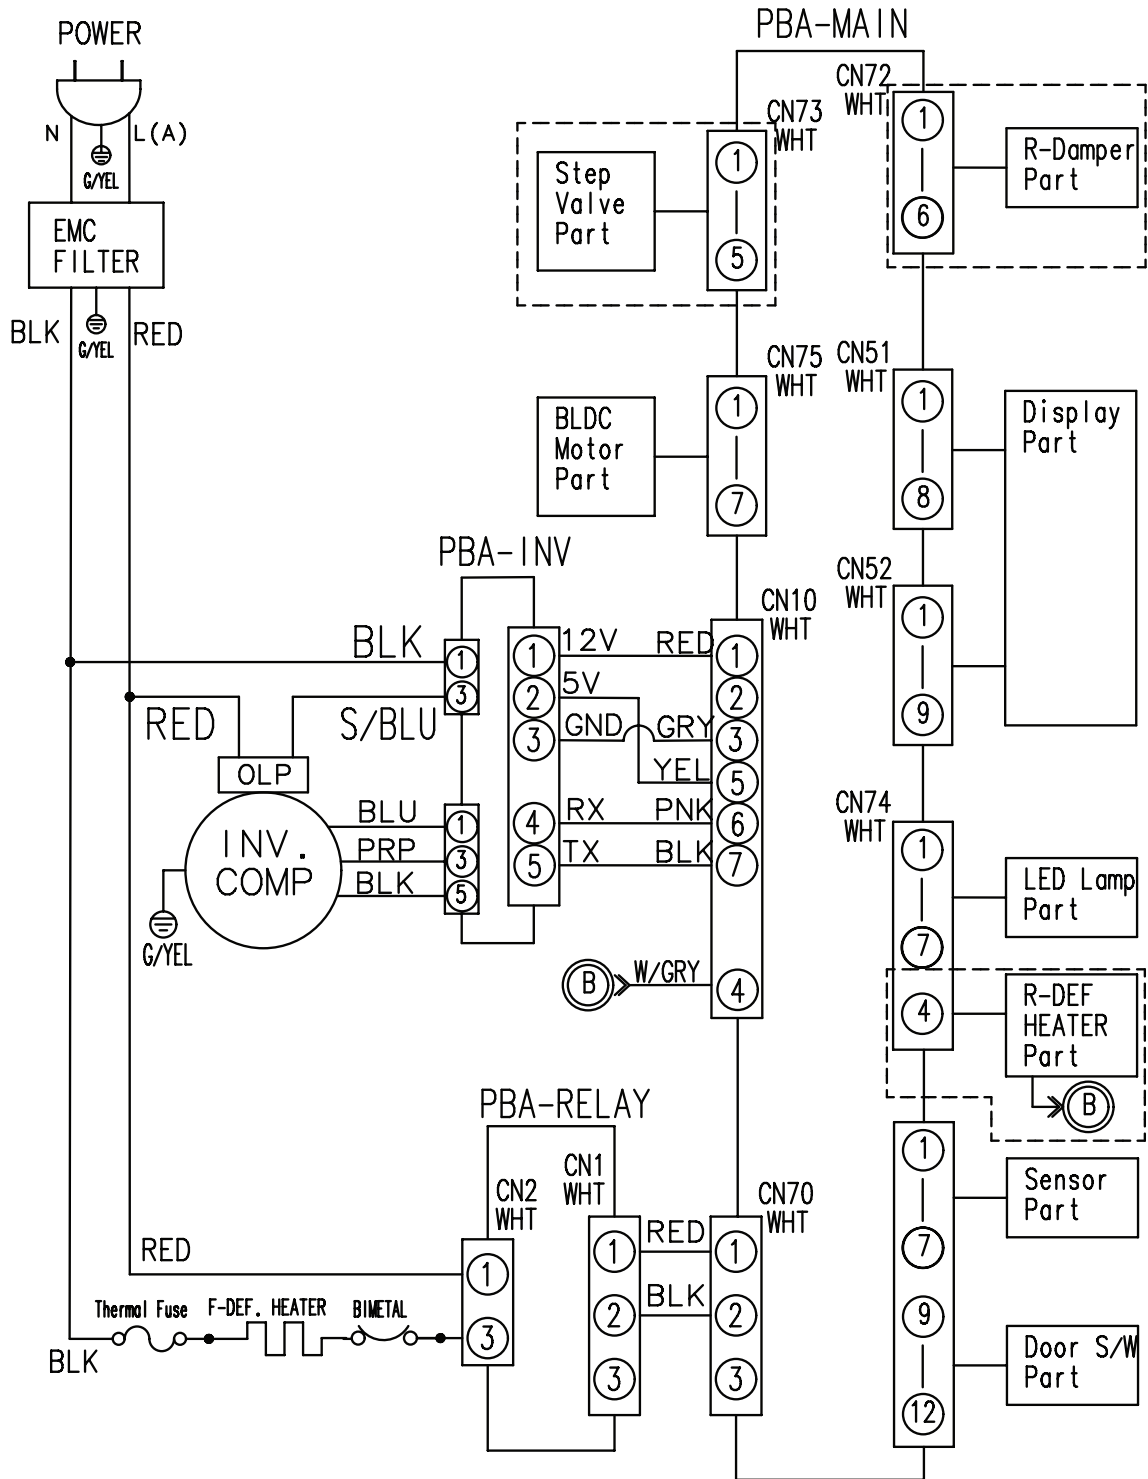 POWER
N
L(A)
G/YEL
EMC
FILTER
BLK
G/YEL
RED
PBA-MAIN
CN73
WHT
1
5
Step
Valve
Part
CN72
WHT
1
6
R-Damper
Part
CN75
WHT
1
7
BLDC
Motor
Part
CN51
WHT
1
8
Display
Part
CN52
WHT
1
9
PBA-INV
BLK
1
3
RED
S/BLU
OLP
INV.
COMP
G/YEL
BLU
1
PRP
3
BLK
5
CN10
WHT
1
12V
RED
1
2
5V
2
3
GND
GRY
3
YEL
5
4
RX
PNK
6
5
TX
BLK
7
B
W/GRY
4
CN74
WHT
1
7
4
LED Lamp
Part
R-DEF
HEATER
Part
B
PBA-RELAY
CN2
WHT
CN1
WHT
CN70
WHT
RED
1
3
1
RED
1
2
BLK
2
3
3
Thermal Fuse
F-DEF. HEATER
BIMETAL
BLK
1
7
9
12
Sensor
Part
Door S/W
Part